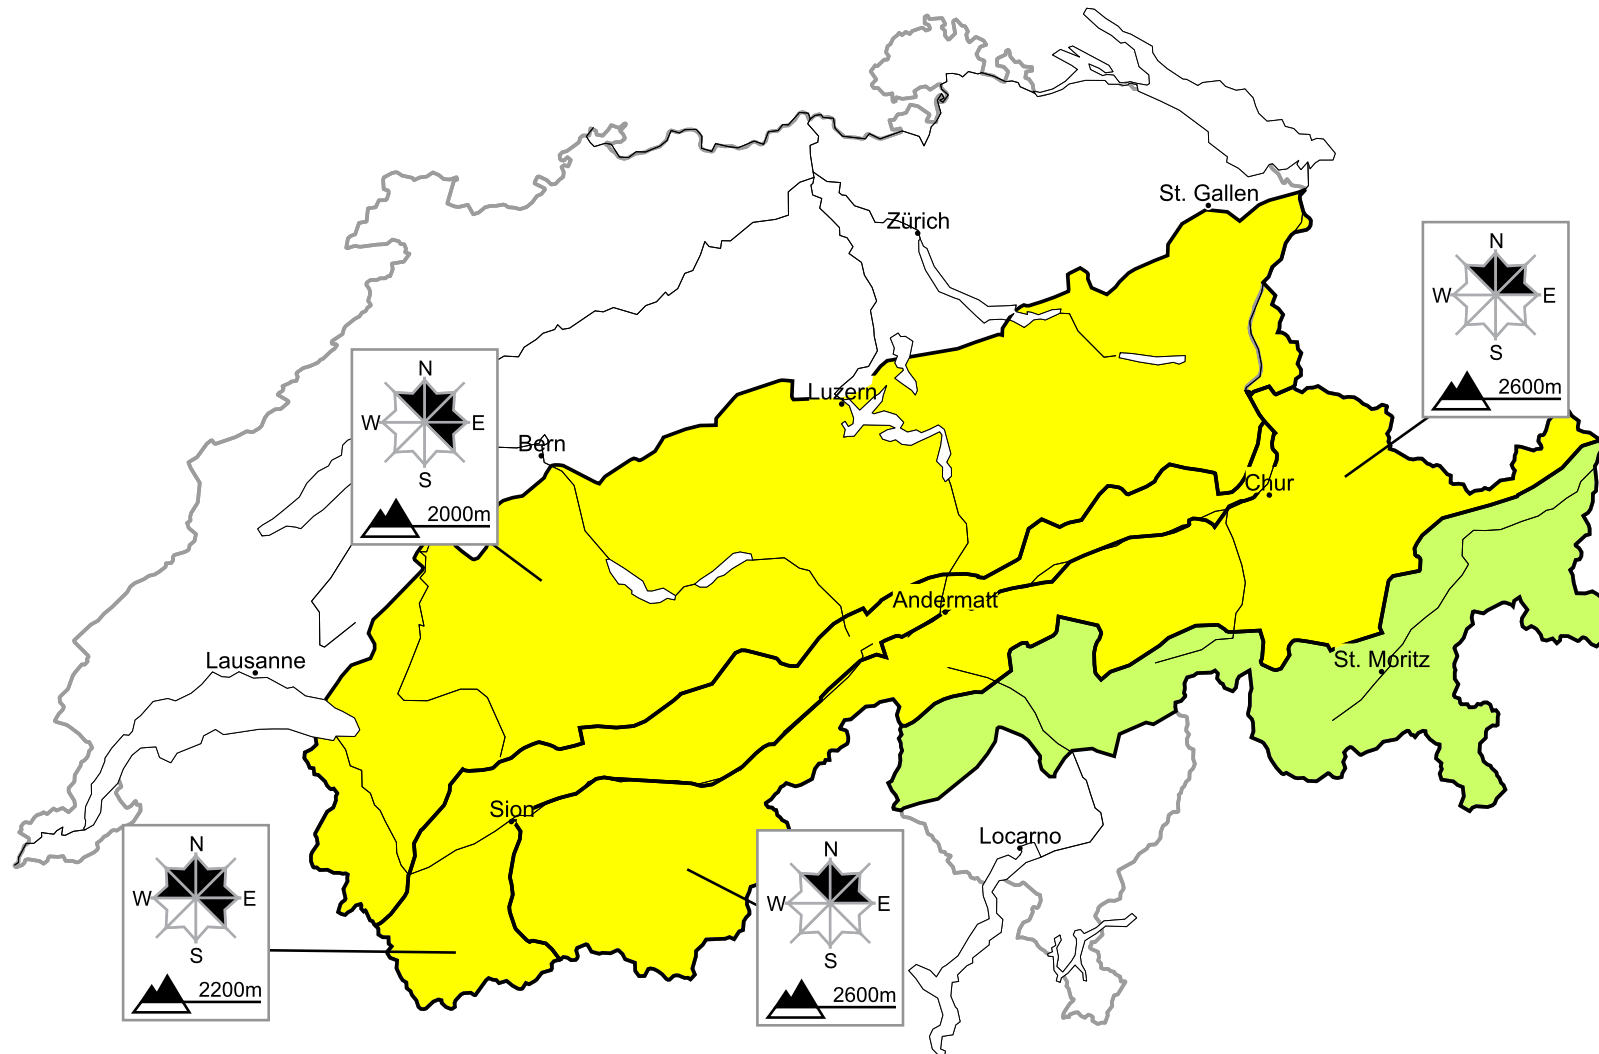 St. Gallen
Zürich
N
W
E
S
2600m
N
W
E
S
2000m
Luzern
Bern
Chur
Andermatt
Lausanne
St. Moritz
Sion
Locarno
N
W
E
S
2200m
N
W
E
S
2600m